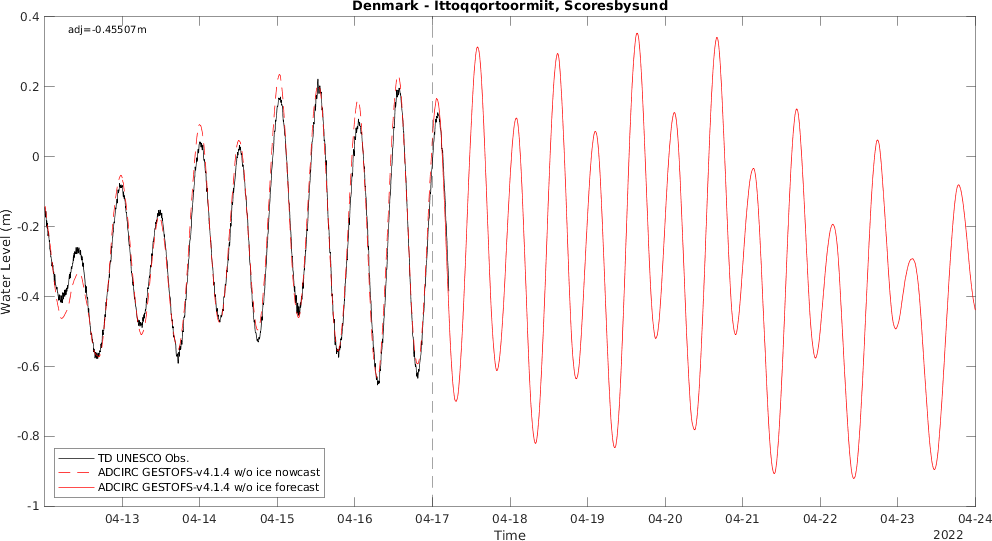 Denmark - Ittoqqortoormiit, Scoresbysund
adj=-0.45507m
0.4
0.2
0
-0.2
-0.4
-0.6
-0.8
-1
Water Level (m)
TD UNESCO Obs.
ADCIRC GESTOFS-v4.1.4 w/o ice nowcast
ADCIRC GESTOFS-v4.1.4 w/o ice forecast
04-13 04-14 04-15 04-16 04-17 04-18 04-19 04-20 04-21 04-22 04-23 04-24
Time
2022